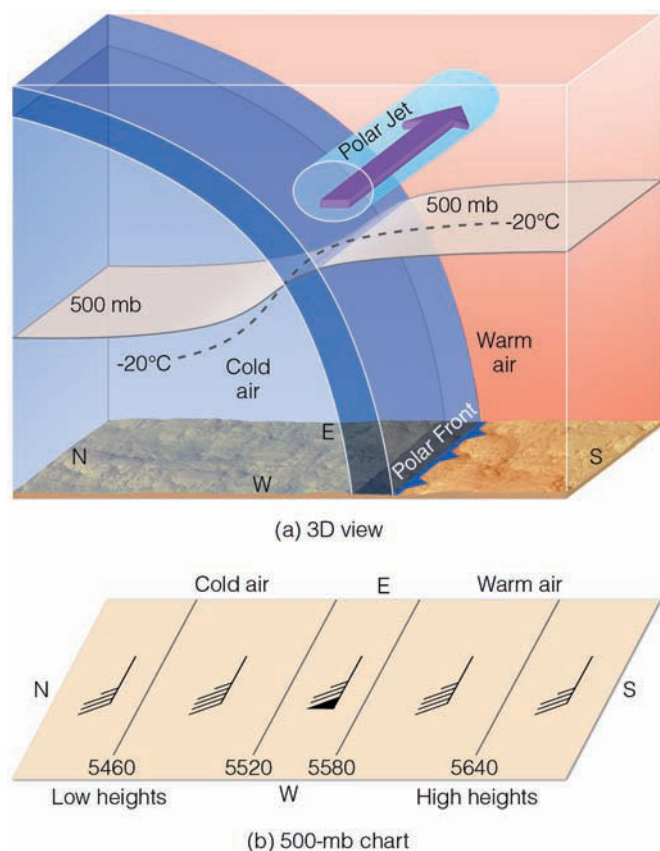 Polar Jet
500 mb
-20°C
500 mb
-20°C
Cold
air
Warm
air
Polar Front
N
E
W
S
(a) 3D view
Cold air
E
Warm air
N
S
5460
5520
5580
5640
Low heights
W
High heights
(b) 500-mb chart